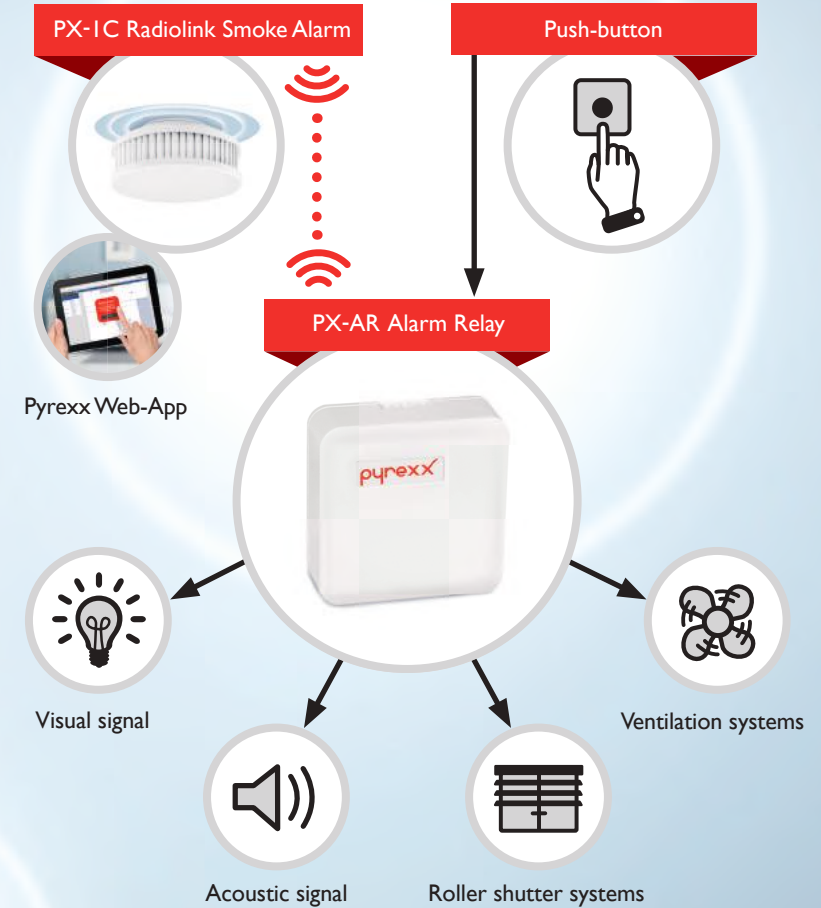 PX-1C Radiolink Smoke Alarm
Push-button
Pyrexx Web-App
PX-AR Alarm Relay
pyrexx
Visual signal
Ventilation systems
Acoustic signal
Roller shutter systems